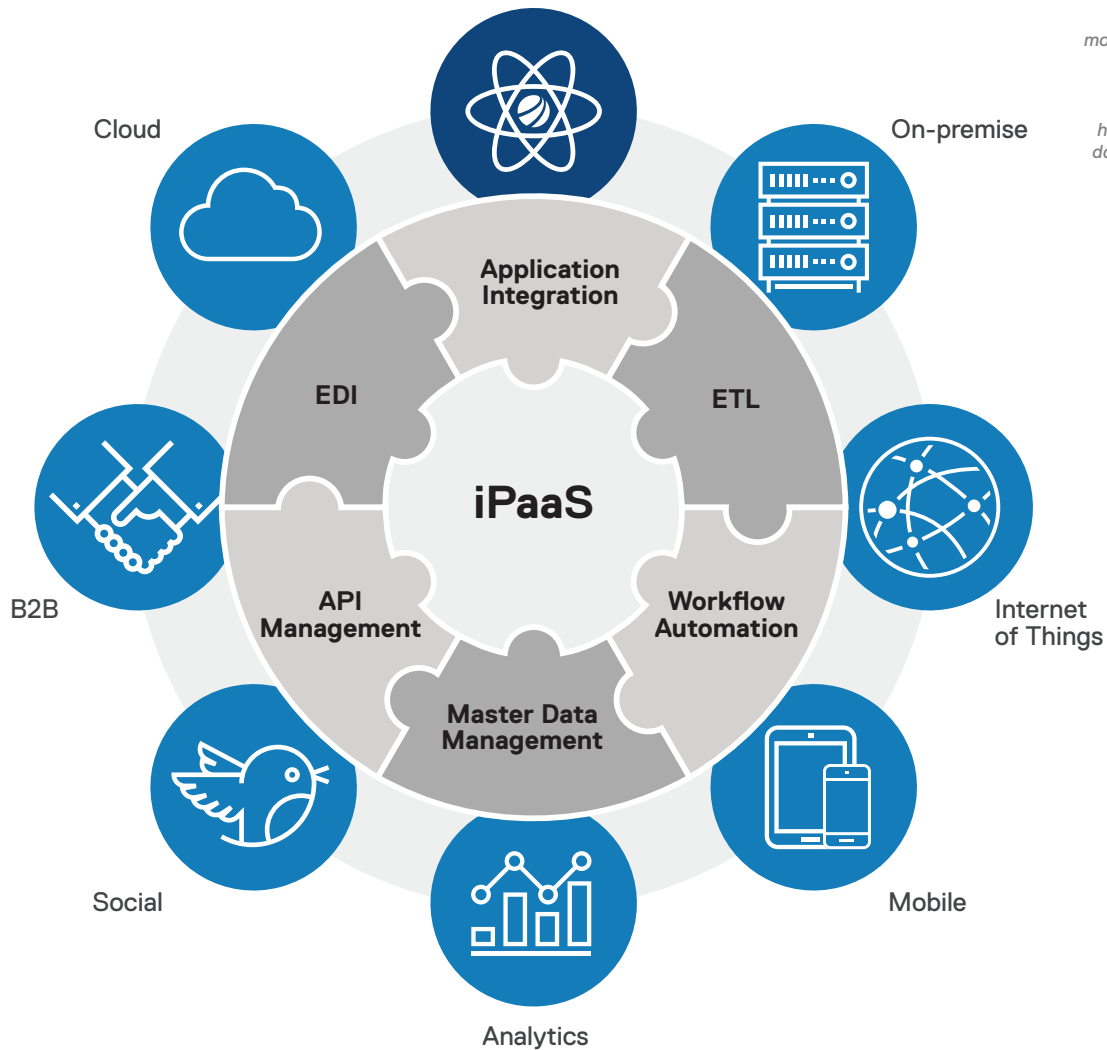 Cloud
On-premise
Application
Integration
EDI
ETL
iPaaS
B2B
API
Management
Workflow
Automation
Internet
of Things
Master Data
Management
Social
Mobile
Analytics